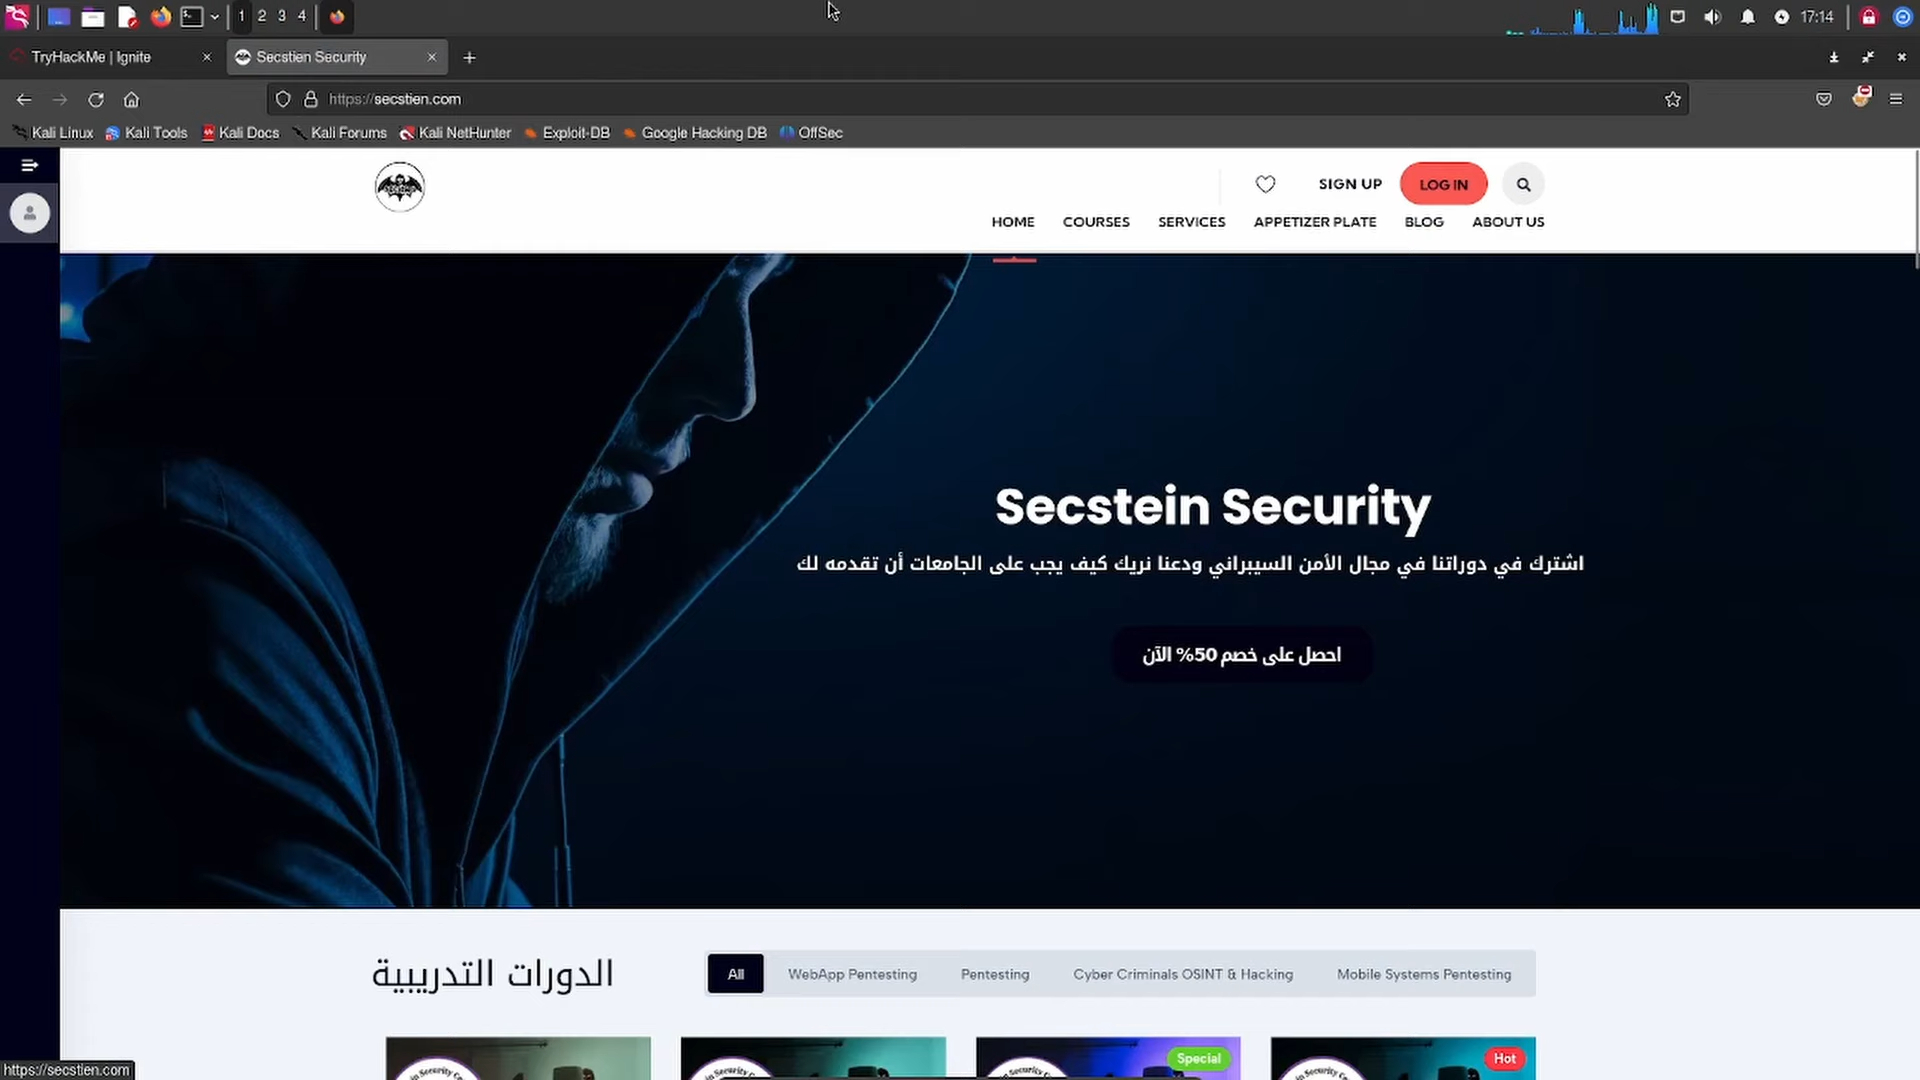 1 2 3 4
17:14
TryHackMe | Ignite
Secstien Security
https://secstien.com
Kali Linux Kali Tools Kali Docs Kali Forums Kali NetHunter Exploit-DB Google Hacking DB OffSec
SIGN UP LOG IN
HOME COURSES SERVICES APPETIZER PLATE BLOG ABOUT US
Secstein Security
اشترك في دوراتنا في مجال الأمن السيبراني ودعنا نريك كيف يجب على الجامعات أن تقدمه لك
احصل على خصم 50% الآن
الدورات التدريبية
All WebApp Pentesting Pentesting Cyber Criminals OSINT & Hacking Mobile Systems Pentesting
Special
Hot
https://secstien.com